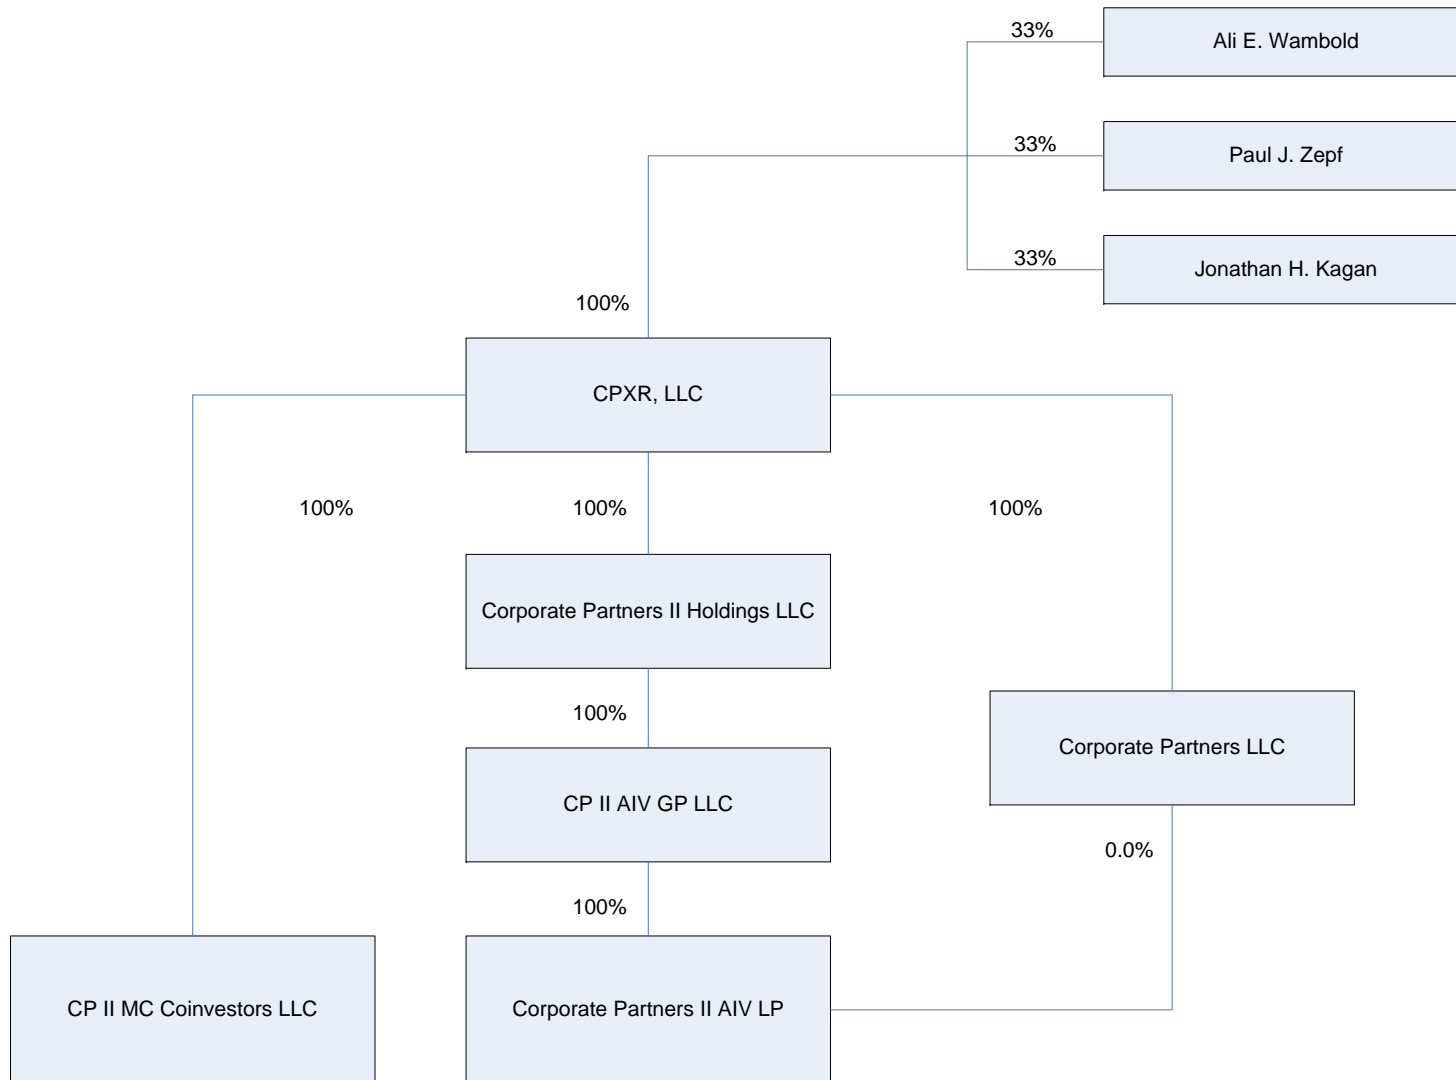 33%
Ali E. Wambold
33%
Paul J. Zepf
33%
Jonathan H. Kagan
100%
CPXR, LLC
100%
100%
100%
Corporate Partners II Holdings LLC
100%
Corporate Partners LLC
CP II AIV GP LLC
0.0%
100%
CP II MC Coinvestors LLC
Corporate Partners II AIV LP